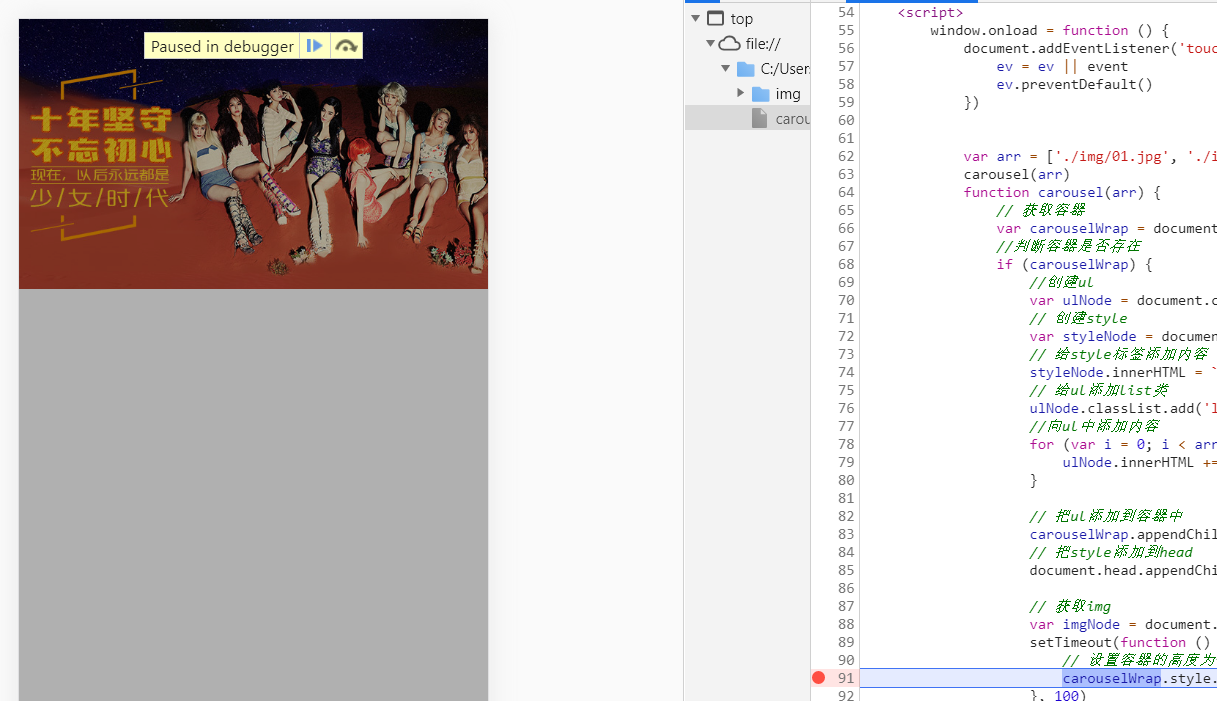 Paused in debugger
十年坚守
不忘初心
现在，以后永远都是
少/女/时/代
top
file://
C:/User
img
carou
54 <script>
55 window.onload = function () {
56 document.addEventListener('touc
57 ev = ev || event
58 ev.preventDefault()
59 })
60
61
62 var arr = ['./img/01.jpg', './i
63 carousel(arr)
64 function carousel(arr) {
65 // 获取容器
66 var carouselWrap = document
67 //判断容器是否存在
68 if (carouselWrap) {
69 //创建ul
70 var ulNode = document.c
71 // 创建style
72 var styleNode = documen
73 // 给style标签添加内容
74 styleNode.innerHTML = `
75 // 给ul添加list类
76 ulNode.classList.add('l
77 //向ul中添加内容
78 for (var i = 0; i < arr
79 ulNode.innerHTML +=
80 }
81
82 // 把ul添加到容器中
83 carouselWrap.appendChil
84 // 把style添加到head
85 document.head.appendChi
86
87 // 获取img
88 var imgNode = document.
89 setTimeout(function ()
90 // 设置容器的高度为
91 carouselWrap.style.
92 }, 100)